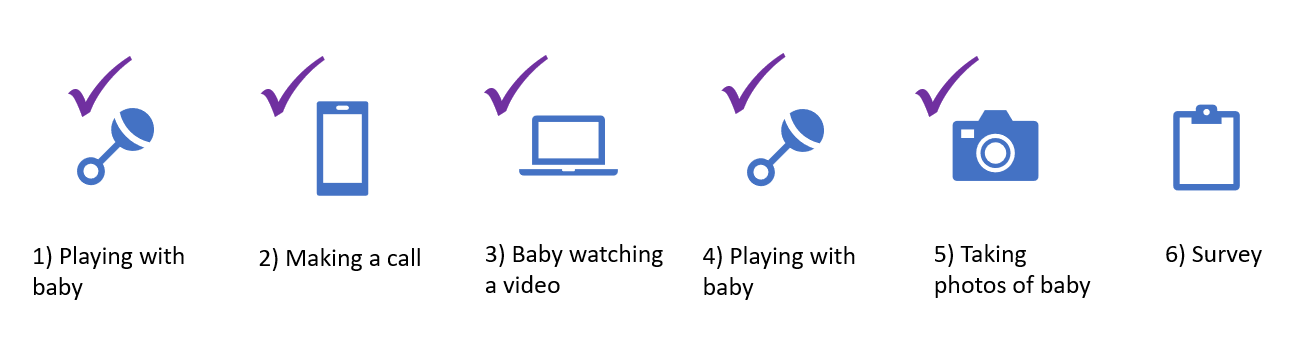 1) Playing with
baby
2) Making a call
3) Baby watching
a video
4) Playing with
baby
5) Taking
photos of baby
6) Survey